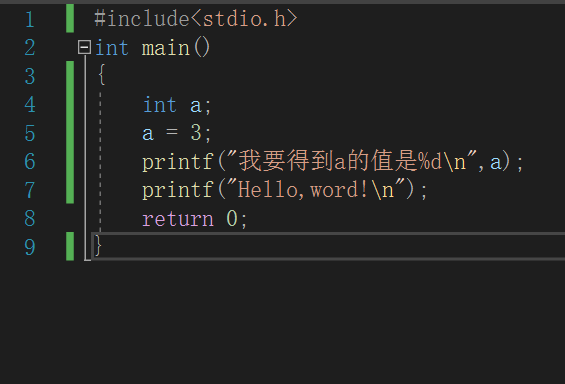 1 #include<stdio.h>
2 int main()
3 {
4 int a;
5 a = 3;
6 printf("我要得到a的值是%d\n",a);
7 printf("Hello,word!\n");
8 return 0;
9 }